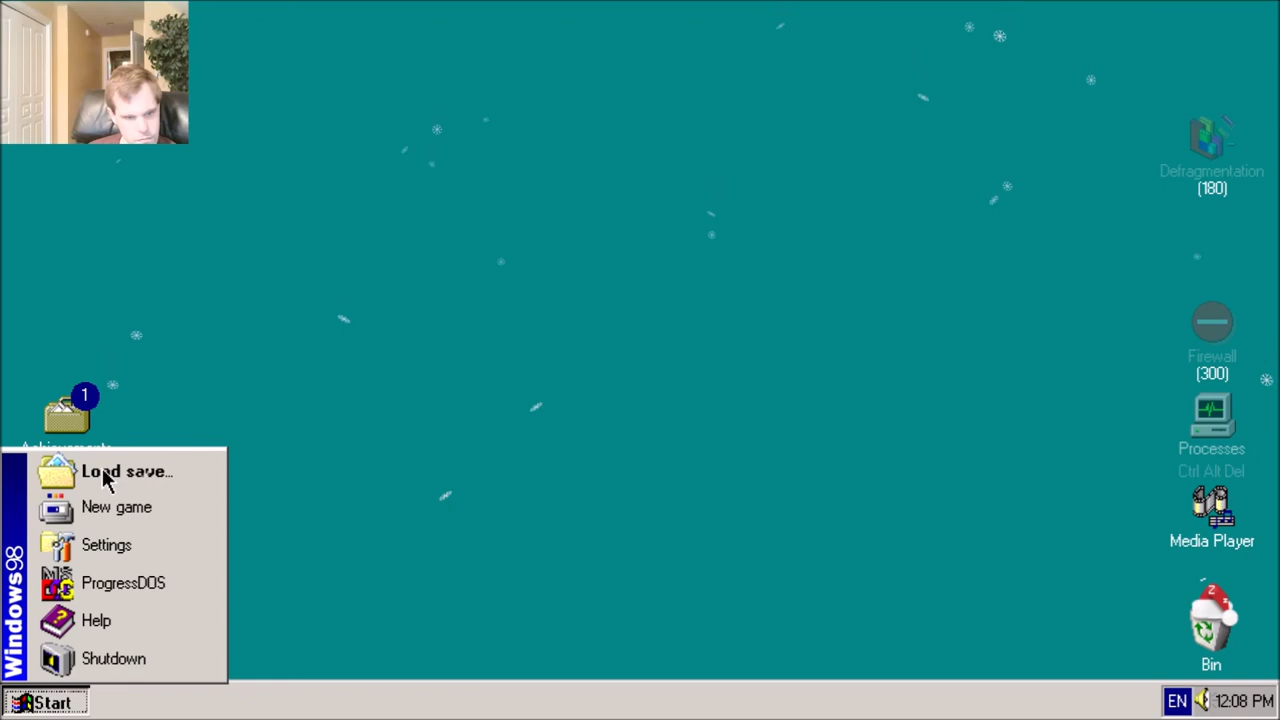 Defragmentation
(180)
Firewall
(300)
Processes
Ctrl Alt Del
Media Player
Bin
1
Achievements
Load save...
New game
Settings
ProgressDOS
Help
Shutdown
Windows98
Start
EN
12:08 PM